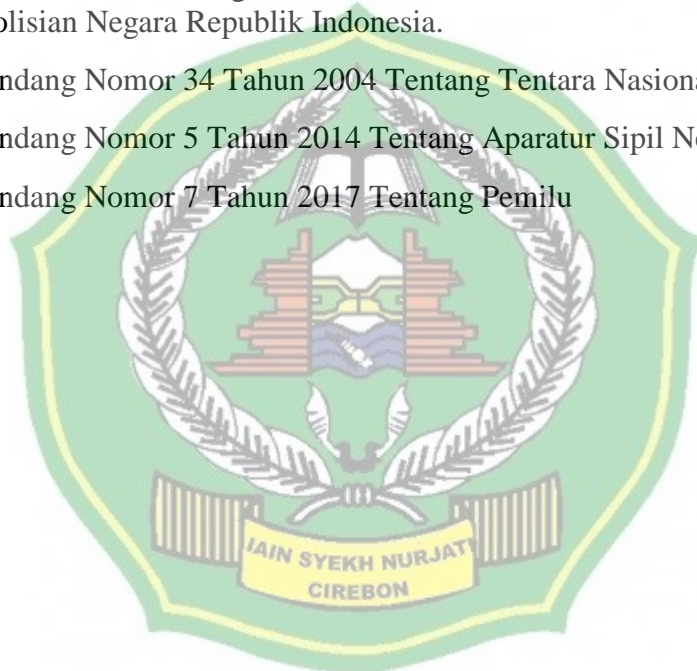 olisian Negara Republik Indonesia.
ndang Nomor 34 Tahun 2004 Tentang Tentara Nasiona
ndang Nomor 5 Tahun 2014 Tentang Aparatur Sipil Ne
ndang Nomor 7 Tahun 2017 Tentang Pemilu
IAIN SYEKH NURJATI
CIREBON